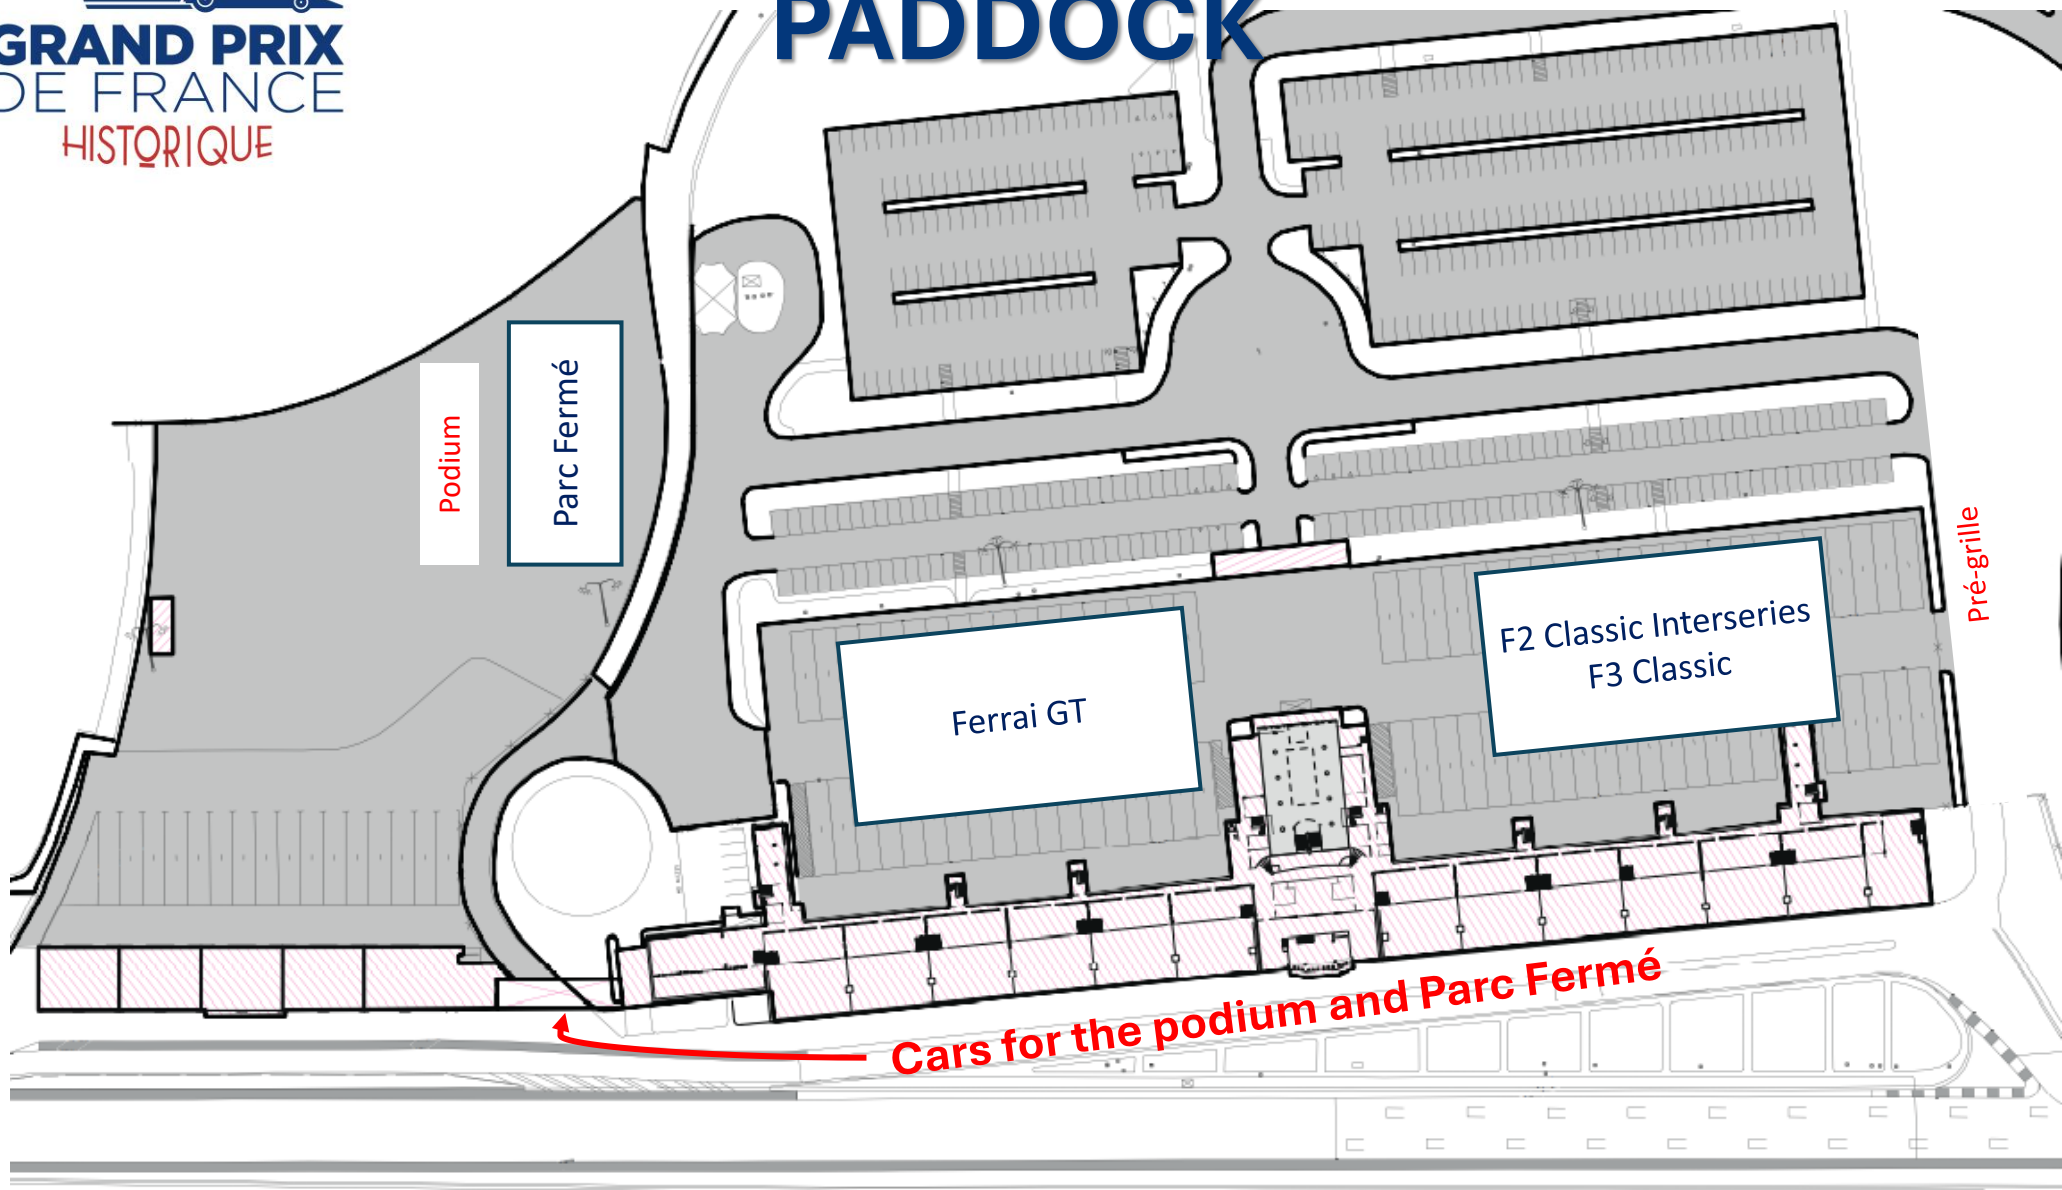 PADDOCK
GRAND PRIX
DE FRANCE
HISTORIQUE
Podium
Parc Fermé
Pré-grille
F2 Classic Interseries
F3 Classic
Ferrai GT
Cars for the podium and Parc Fermé